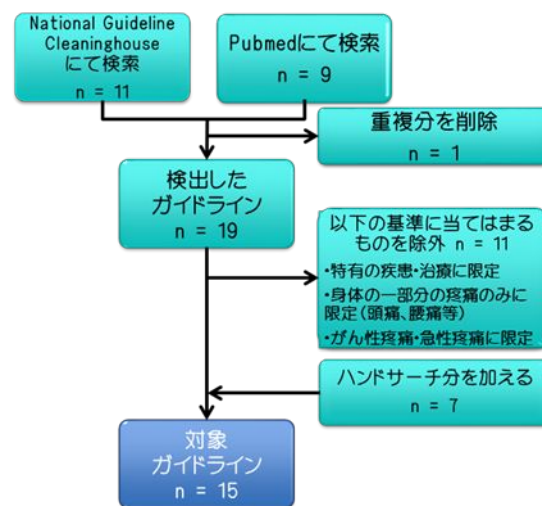 National Guideline
Cleaninghouse
にて検索
n = 11
Pubmedにて検索
n = 9
重複分を削除
n = 1
検出した
ガイドライン
n = 19
以下の基準に当てはまる
ものを除外 n = 11
・特有の疾患・治療に限定
・身体の一部分の疼痛のみに
限定(頭痛、腰痛等)
・がん性疼痛・急性疼痛に限定
ハンドサーチ分を加える
n = 7
対象
ガイドライン
n = 15